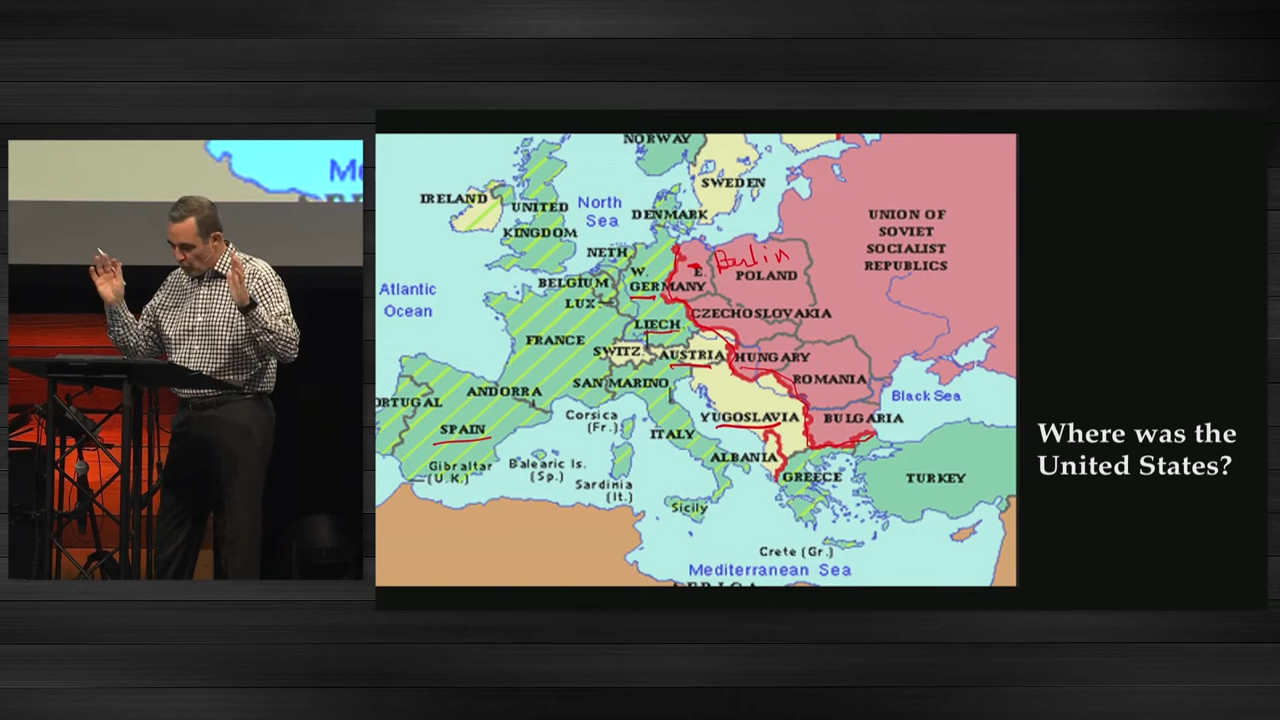 Me
NORWAY
SWEDEN
IRELAND
UNITED
KINGDOM
North
Sea
DENMARK
UNION OF
SOVIET
SOCIALIST
REPUBLICS
NETH
W.
GERMANY
E.
Berlin
POLAND
BELGIUM
LUX
Atlantic
Ocean
CZECHOSLOVAKIA
LIECH.
FRANCE
SWITZ.
AUSTRIA
HUNGARY
ROMANIA
SAN MARINO
ANDORRA
ORTUGAL
Black Sea
Corsica
(Fr.)
YUGOSLAVIA
BULGARIA
SPAIN
ITALY
ALBANIA
Gibraltar
(U.K.)
Balearic Is.
(Sp.)
Sardinia
(It.)
GREECE
TURKEY
Sicily
Crete (Gr.)
Mediterranean Sea
Where was the
United States?